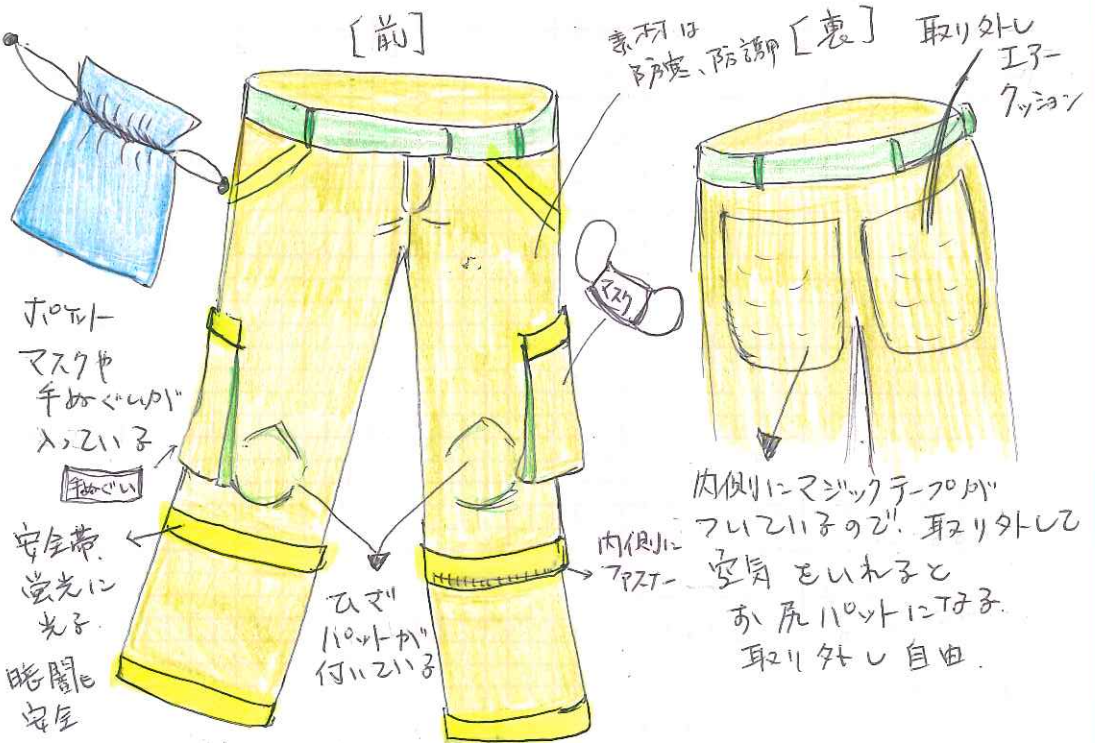 [前]
素材は
防寒、
[裏]
取り外し
エアー
クッション
マスク
ポケット
マスクや
手ぬぐいが
入っている
手ぬぐい
安全帯、
蛍光に
光る.
暗闇も
安全
ひざ
パットが
付いている
内側に
ファスナー
内側にマジックテープが
ついているので、取り外して
空気をいれると
お尻パットになる.
取り外し自由.